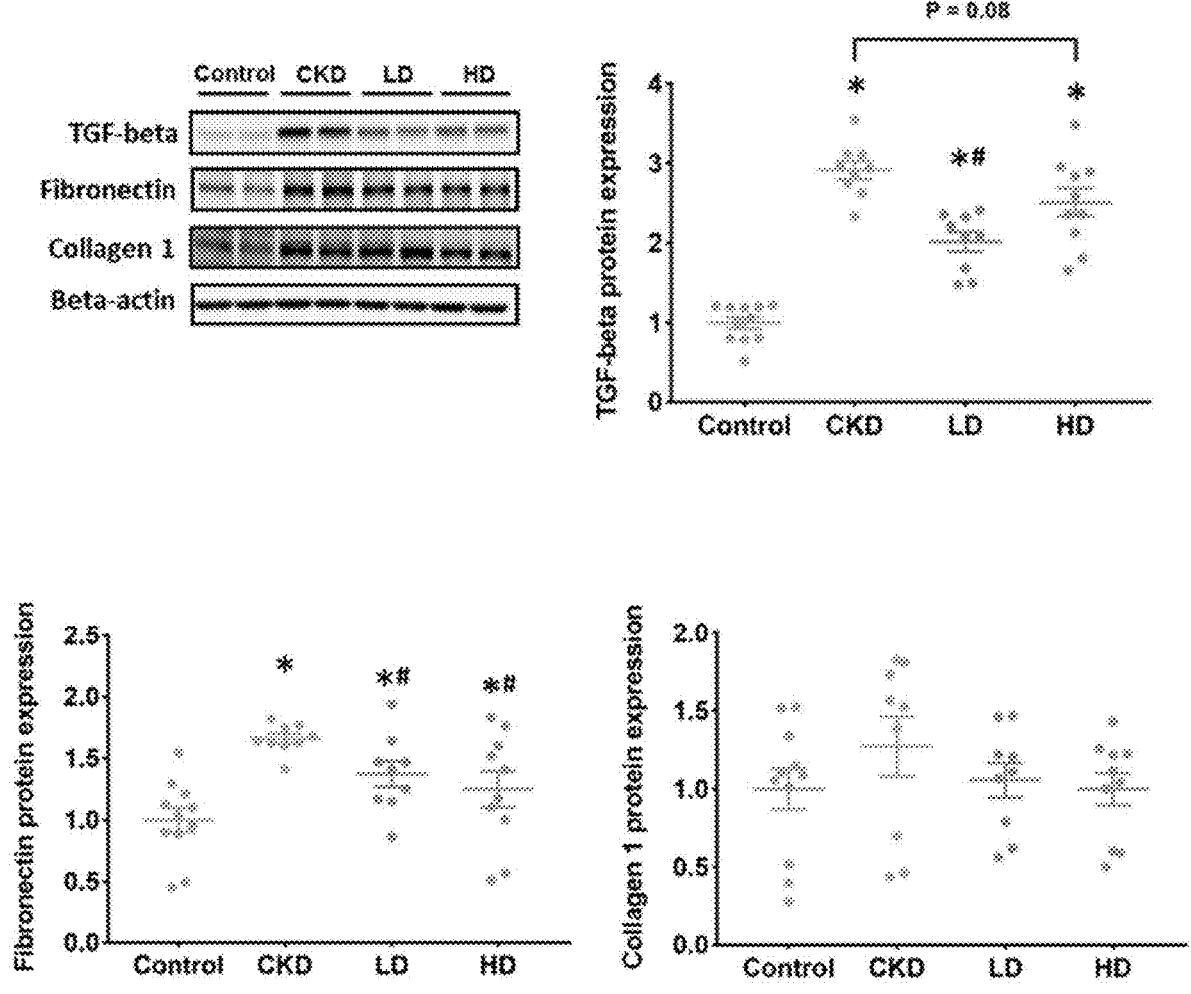 Control CKD LD HD
TGF-beta
Fibronectin
Collagen 1
Beta-actin
P = 0.08
TGF-beta protein expression
4
3
2
1
0
*
*#
*
Control CKD LD HD
Fibronectin protein expression
2.5
2.0
1.5
1.0
0.5
0.0
*
*#
*#
Control CKD LD HD
Collagen 1 protein expression
2.0
1.5
1.0
0.5
0.0
Control CKD LD HD